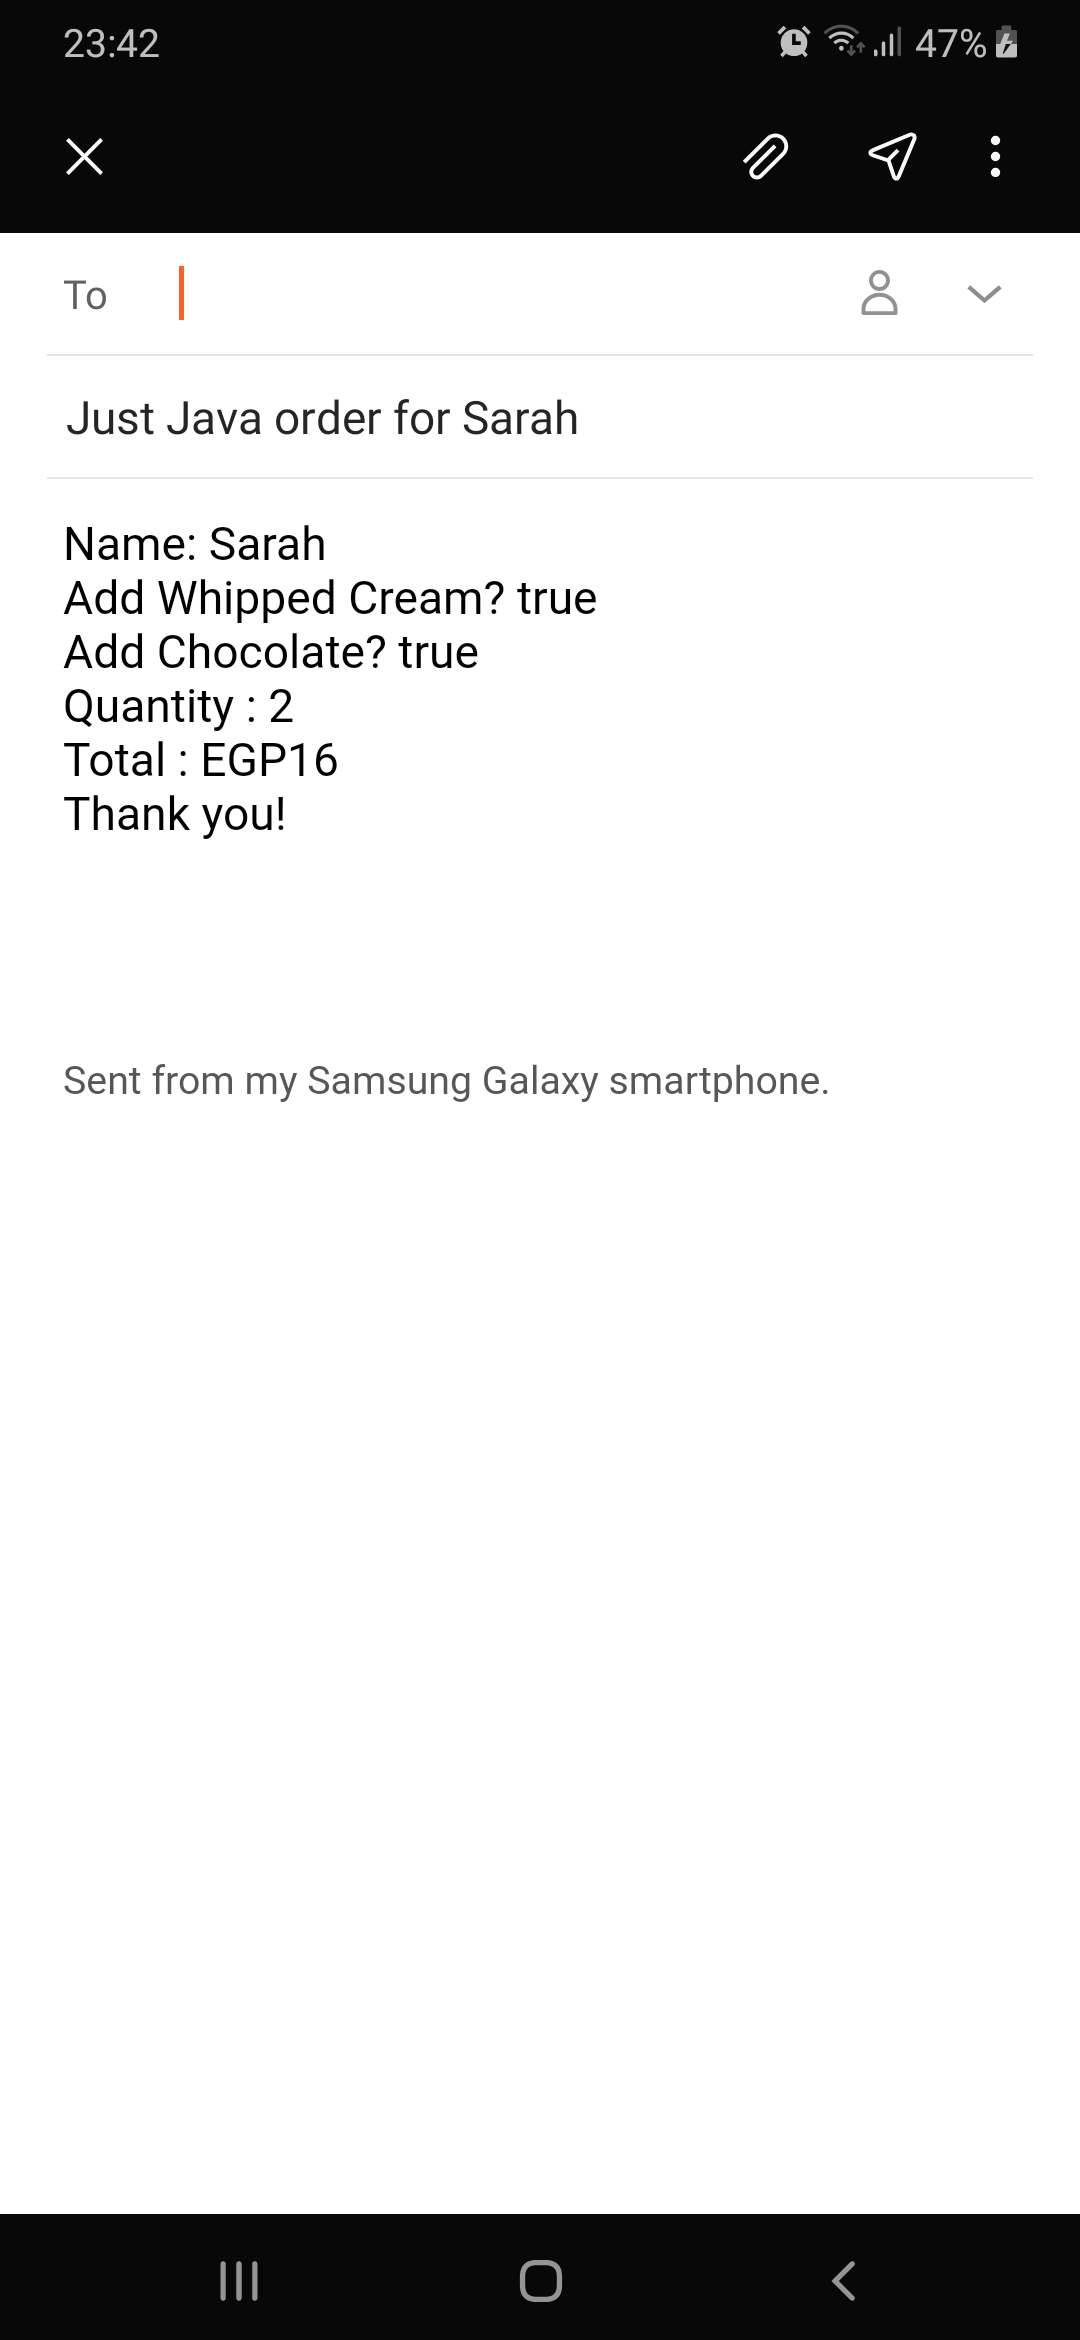 23:42
47%
To
Just Java order for Sarah
Name: Sarah
Add Whipped Cream? true
Add Chocolate? true
Quantity : 2
Total : EGP16
Thank you!
Sent from my Samsung Galaxy smartphone.